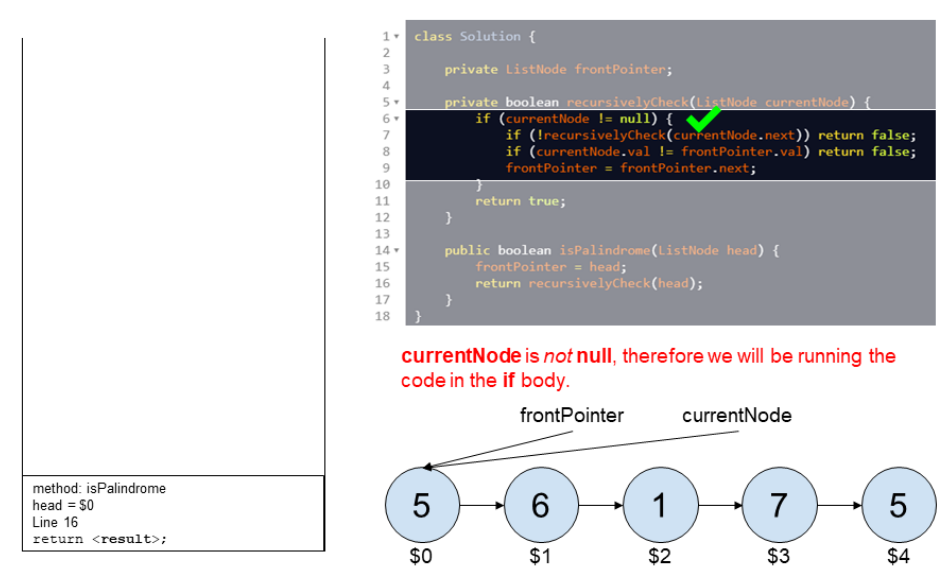 1 class Solution {
2
3 private ListNode frontPointer;
4
5 private boolean recursivelyCheck(ListNode currentNode) {
6 if (currentNode != null) {
7 if (!recursivelyCheck(currentNode.next)) return false;
8 if (currentNode.val != frontPointer.val) return false;
9 frontPointer = frontPointer.next;
10 }
11 return true;
12 }
13
14 public boolean isPalindrome(ListNode head) {
15 frontPointer = head;
16 return recursivelyCheck(head);
17 }
18 }
currentNode is not null, therefore we will be running the
code in the if body.
frontPointer currentNode
5 6 1 7 5
$0 $1 $2 $3 $4
method: isPalindrome
head = $0
Line 16
return <result>;